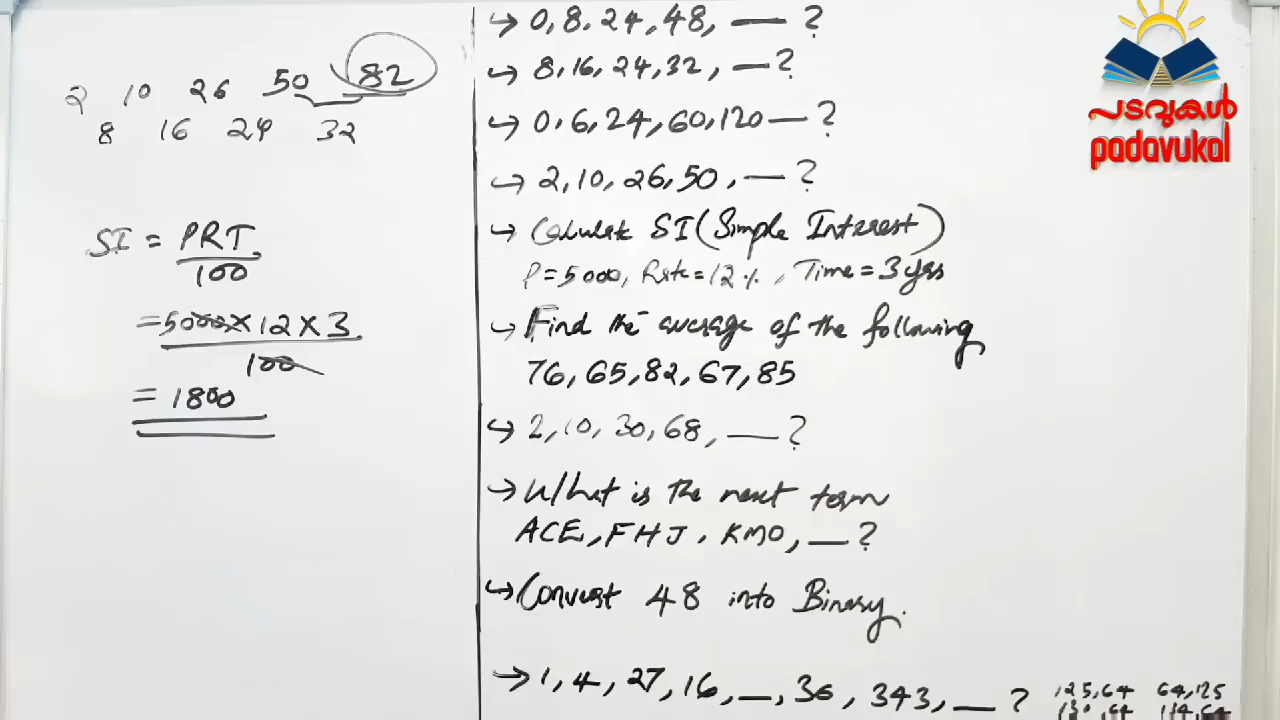 2 10 26 50 82
8 16 24 32
SI = PRT
100
= 5000 × 12 × 3
100
= 1800
→ 0, 8, 24, 48, — ?
→ 8, 16, 24, 32, — ?
→ 0, 6, 24, 60, 120 — ?
→ 2, 10, 26, 50, — ?
→ Calculate SI (Simple Interest)
P = 5000, Rate = 12%, Time = 3 yrs
→ Find the average of the following
76, 65, 82, 67, 85
→ 2, 10, 30, 68, — ?
→ What is the next term
ACE, FHJ, KMO, — ?
→ Convert 48 into Binary.
→ 1, 4, 27, 16, —, 36, 343, — ?
125,64 64,125
പടവുകൾ
padavukal